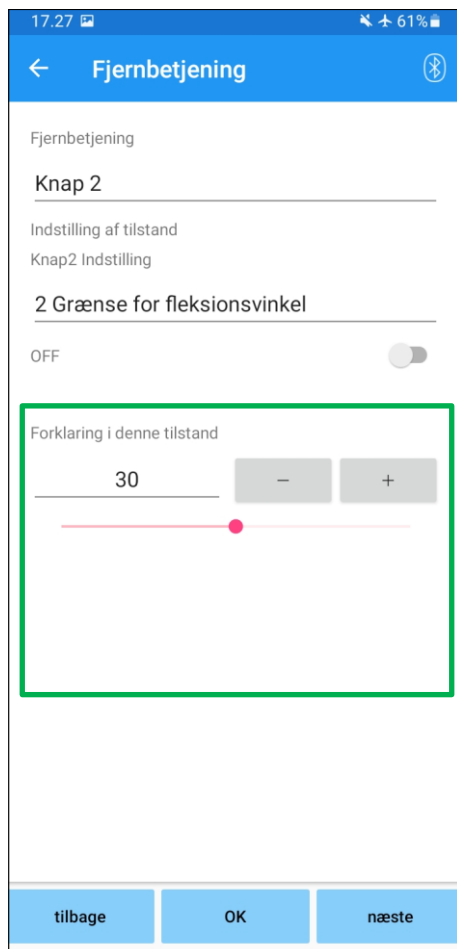 17.27 61%
Fjernbetjening
Fjernbetjening
Knap 2
Indstilling af tilstand
Knap2 Indstilling
2 Grænse for fleksionsvinkel
OFF
Forklaring i denne tilstand
30 − +
tilbage OK næste